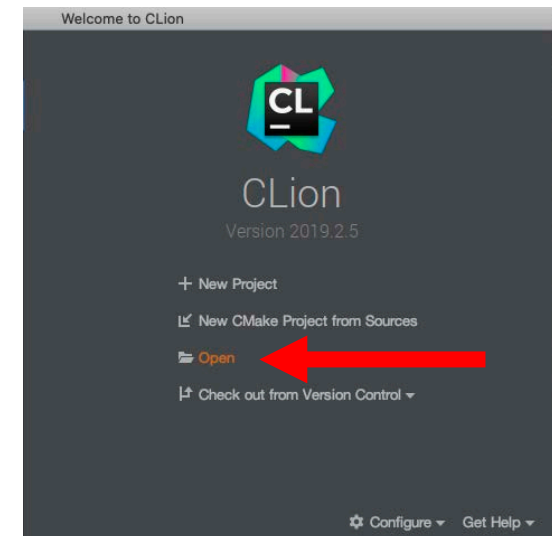 Welcome to CLion
CL
CLion
Version 2019.2.5
New Project
New CMake Project from Sources
Open
Check out from Version Control
Configure Get Help